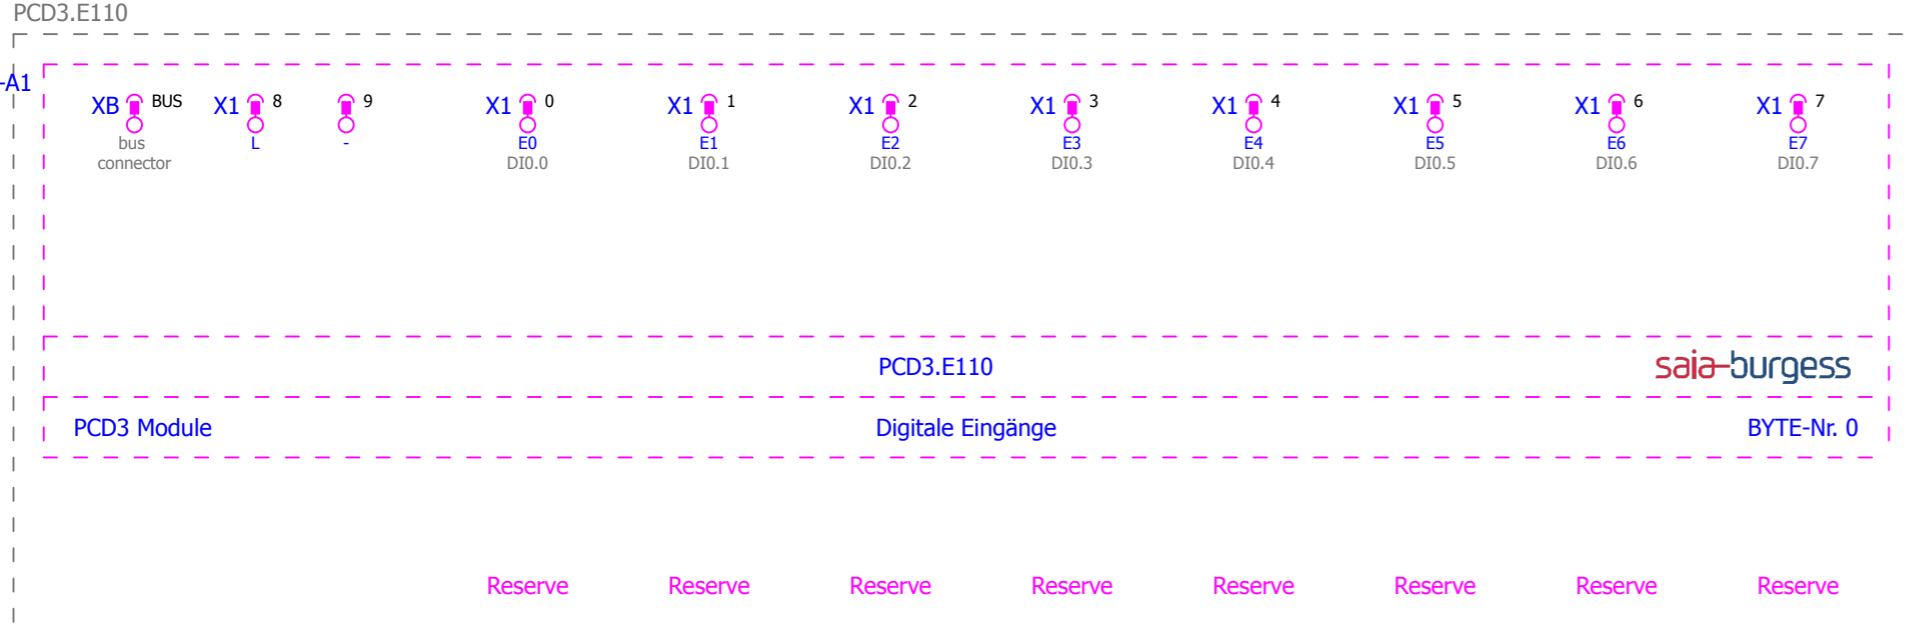 PCD3.E110
-A1
XB BUS X1 8 9 X1 0 X1 1 X1 2 X1 3 X1 4 X1 5 X1 6 X1 7
bus L - E0 E1 E2 E3 E4 E5 E6 E7
connector DI0.0 DI0.1 DI0.2 DI0.3 DI0.4 DI0.5 DI0.6 DI0.7
PCD3.E110 saia-burgess
PCD3 Module Digitale Eingänge BYTE-Nr. 0
Reserve Reserve Reserve Reserve Reserve Reserve Reserve Reserve